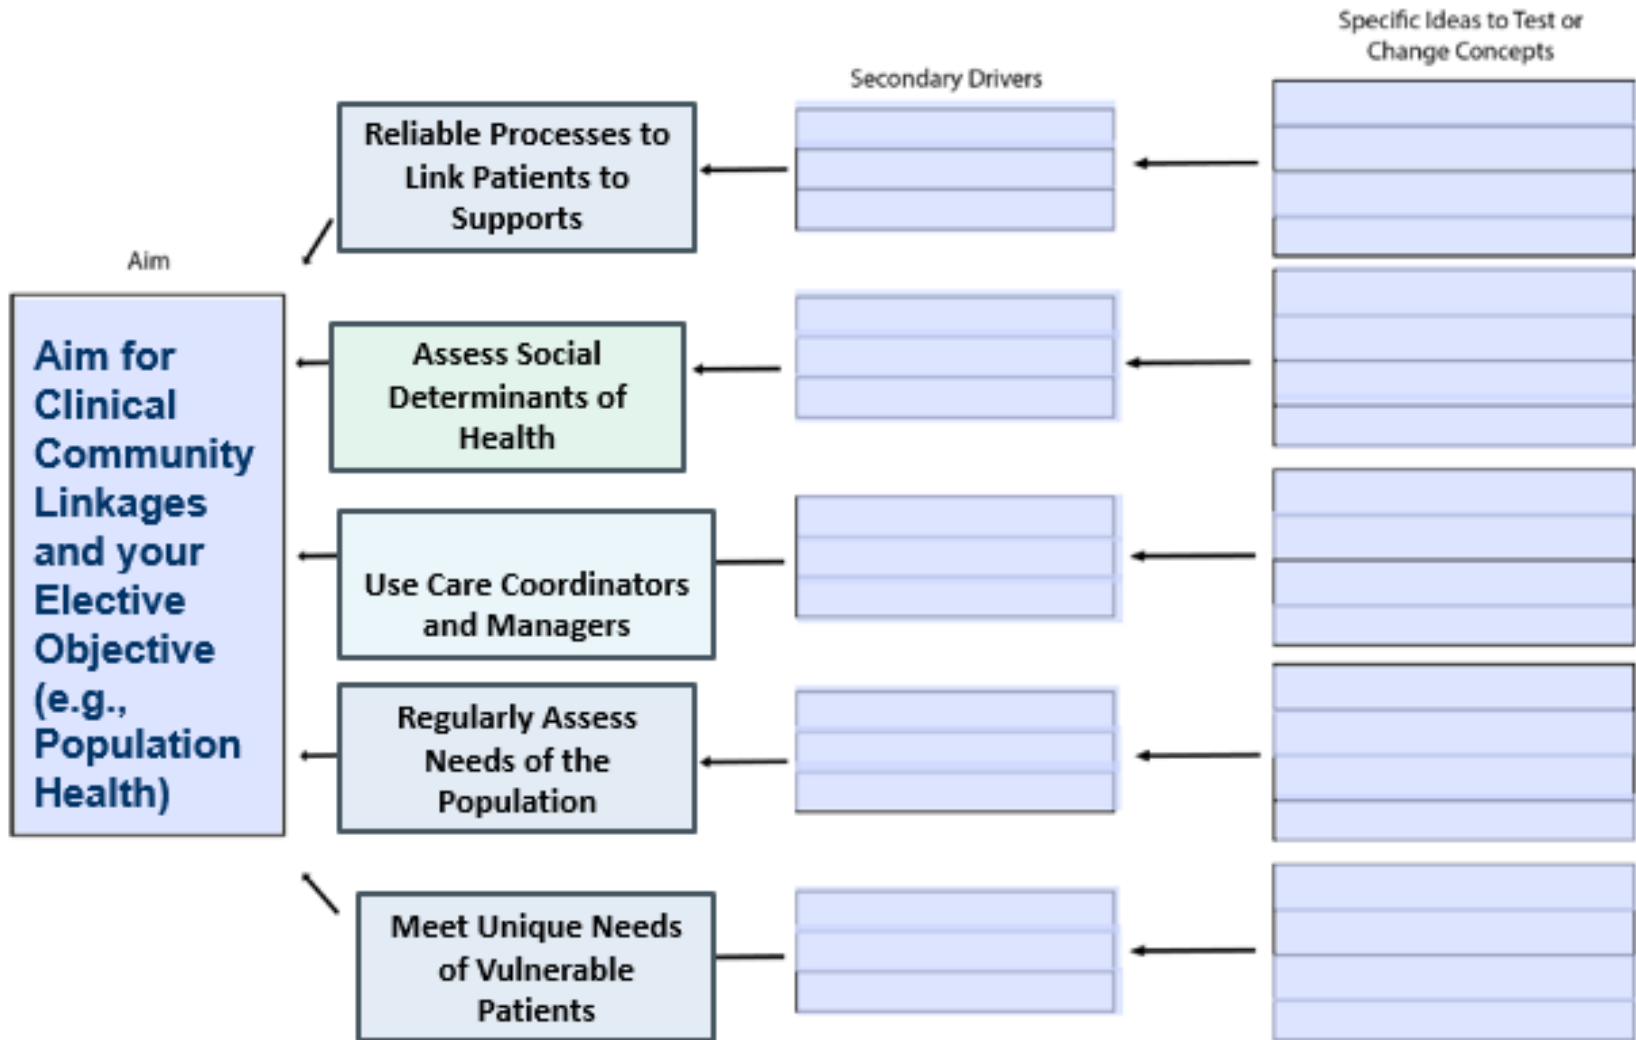 Specific Ideas to Test or
Change Concepts
Secondary Drivers
Reliable Processes to
Link Patients to
Supports
Aim
Aim for
Clinical
Community
Linkages
and your
Elective
Objective
(e.g.,
Population
Health)
Assess Social
Determinants of
Health
Use Care Coordinators
and Managers
Regularly Assess
Needs of the
Population
Meet Unique Needs
of Vulnerable
Patients